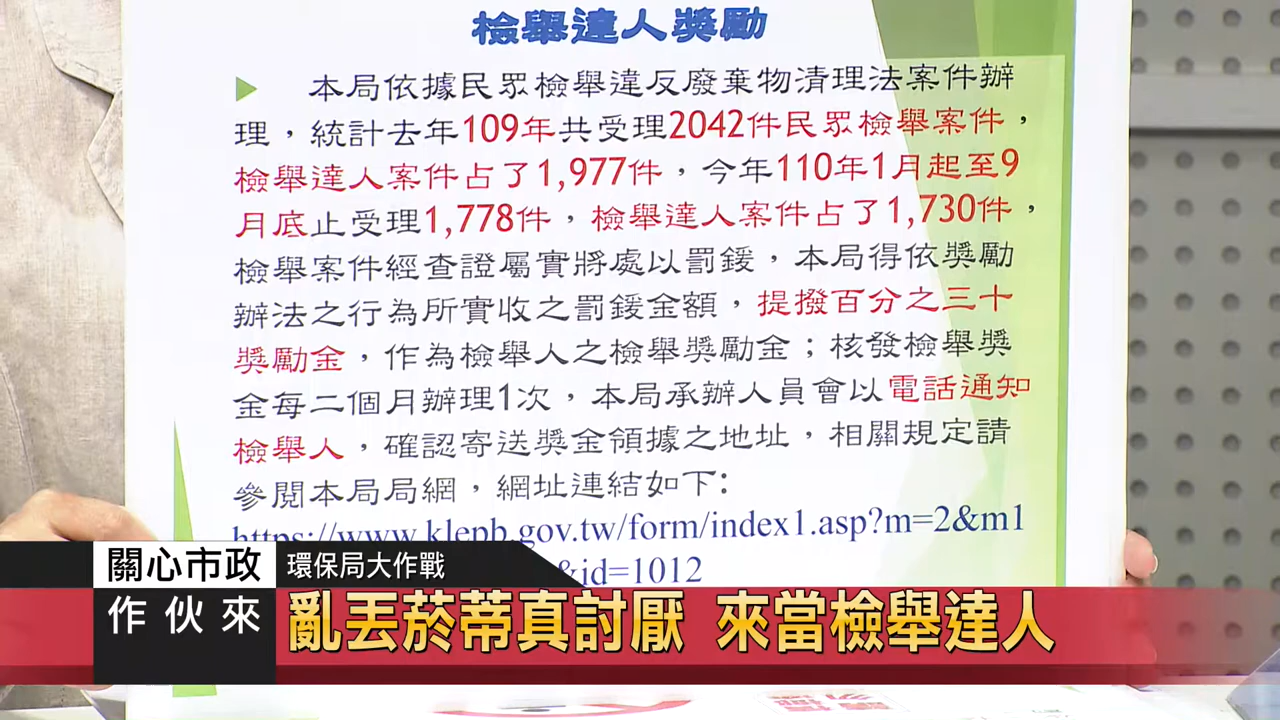 檢舉達人獎勵
本局依據民眾檢舉違反廢棄物清理法案件辦
理，統計去年109年共受理2042件民眾檢舉案件，
檢舉達人案件占了1,977件，今年110年1月起至9
月底止受理1,778件，檢舉達人案件占了1,730件，
檢舉案件經查證屬實將處以罰鍰，本局得依獎勵
辦法之行為所實收之罰鍰金額，提撥百分之三十
獎勵金，作為檢舉人之檢舉獎勵金；核發檢舉獎
金每二個月辦理1次，本局承辦人員會以電話通知
檢舉人，確認寄送獎金領據之地址，相關規定請
參閱本局局網，網址連結如下:
https://www.klepb.gov.tw/form/index1.asp?m=2&m1
&id=1012
關心市政 環保局大作戰
作伙來 亂丟菸蒂真討厭 來當檢舉達人